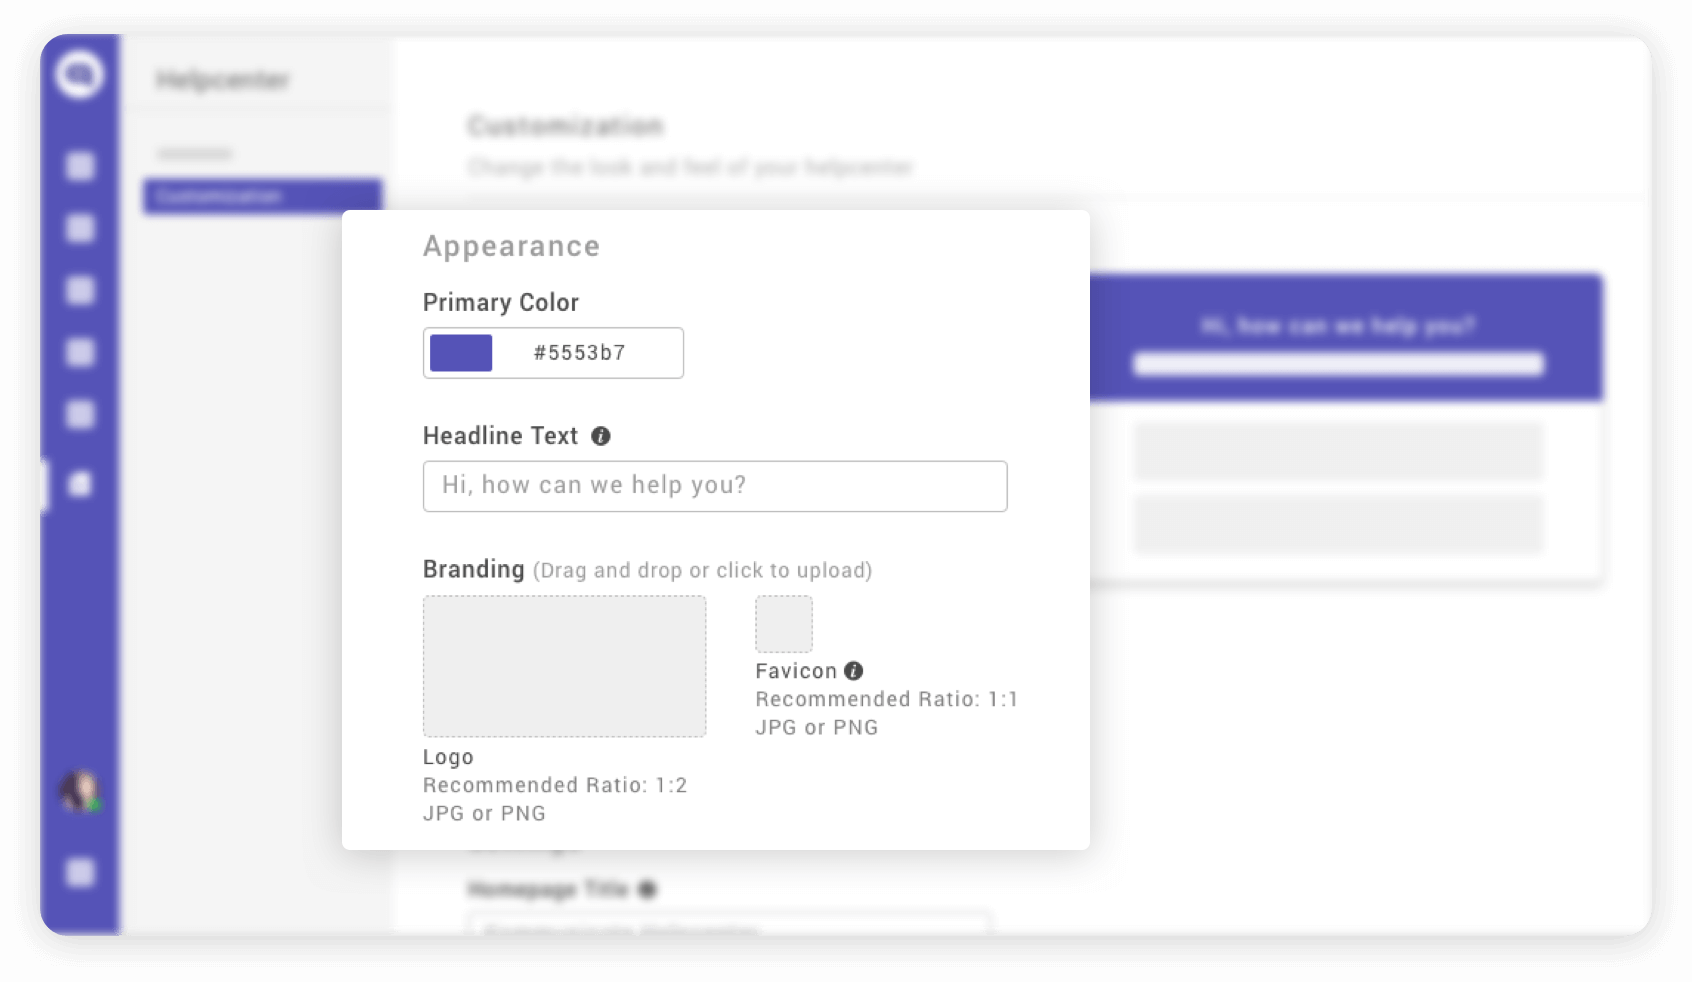 Helpcenter
Customization
Customization
Change the look and feel of your helpcenter
Appearance
Primary Color
#5553b7
Headline Text
Hi, how can we help you?
Branding (Drag and drop or click to upload)
Logo
Recommended Ratio: 1:2
JPG or PNG
Favicon
Recommended Ratio: 1:1
JPG or PNG
Hi, how can we help you?
Homepage Title